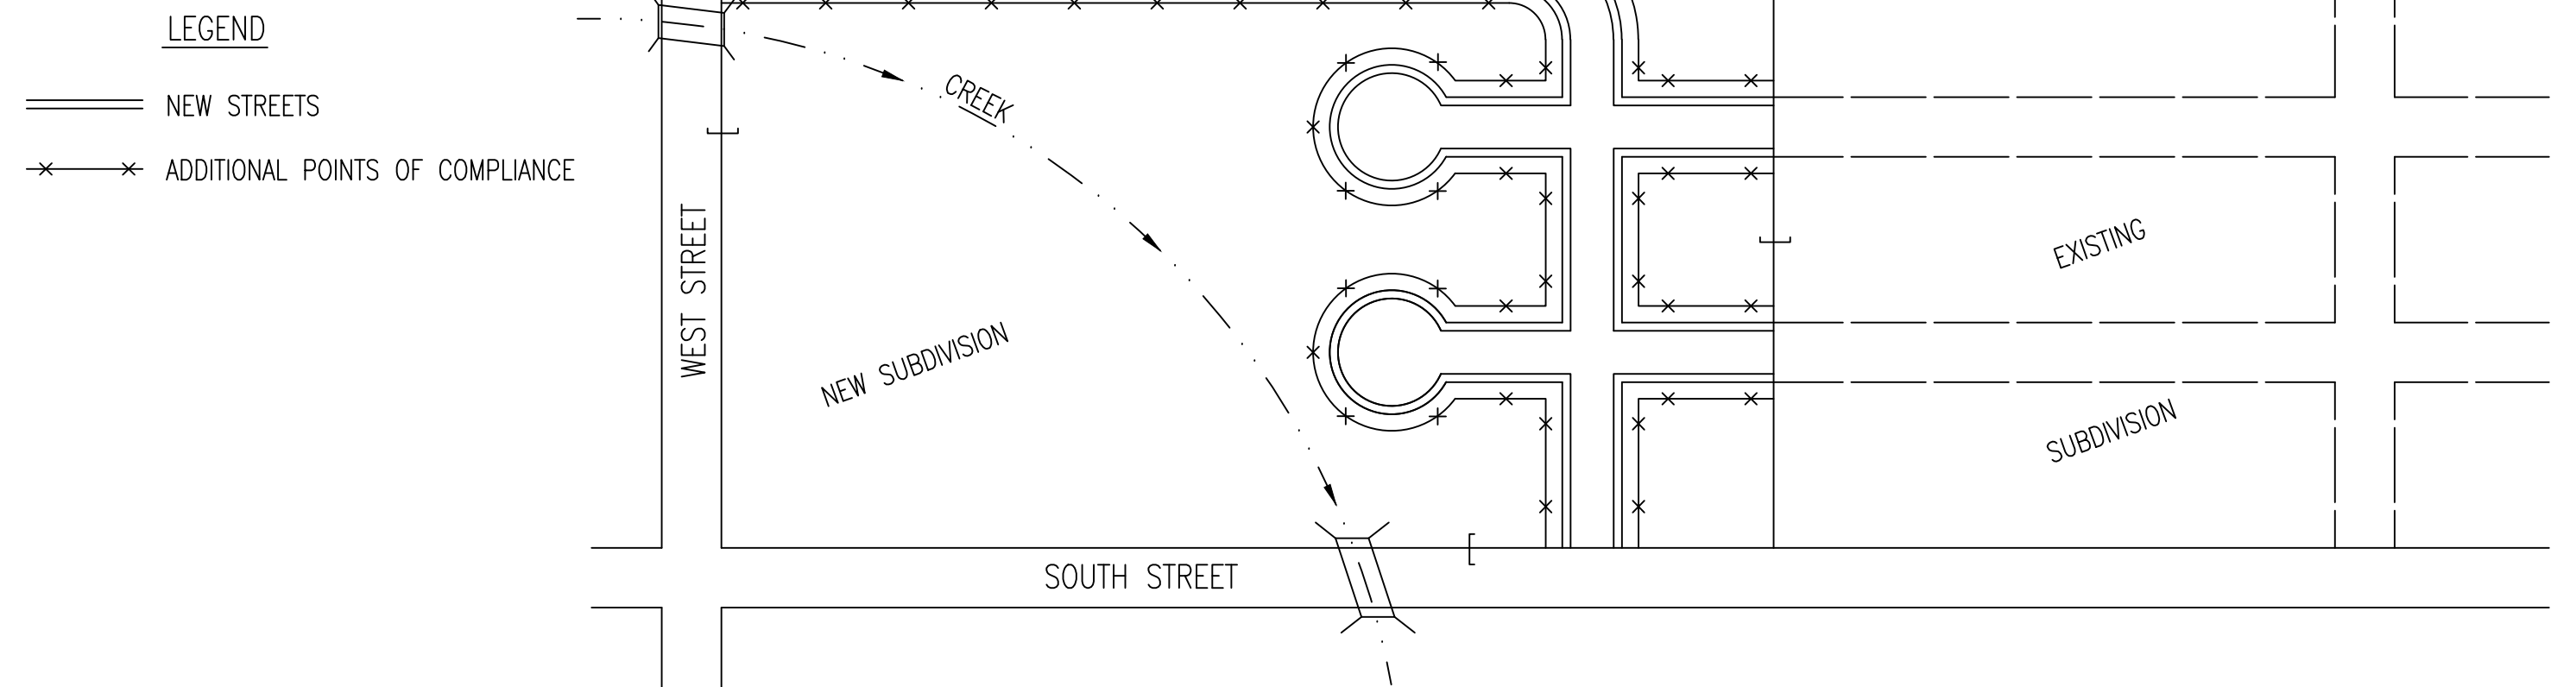 LEGEND
NEW STREETS
ADDITIONAL POINTS OF COMPLIANCE
CREEK
WEST STREET
NEW SUBDIVISION
EXISTING
SUBDIVISION
SOUTH STREET